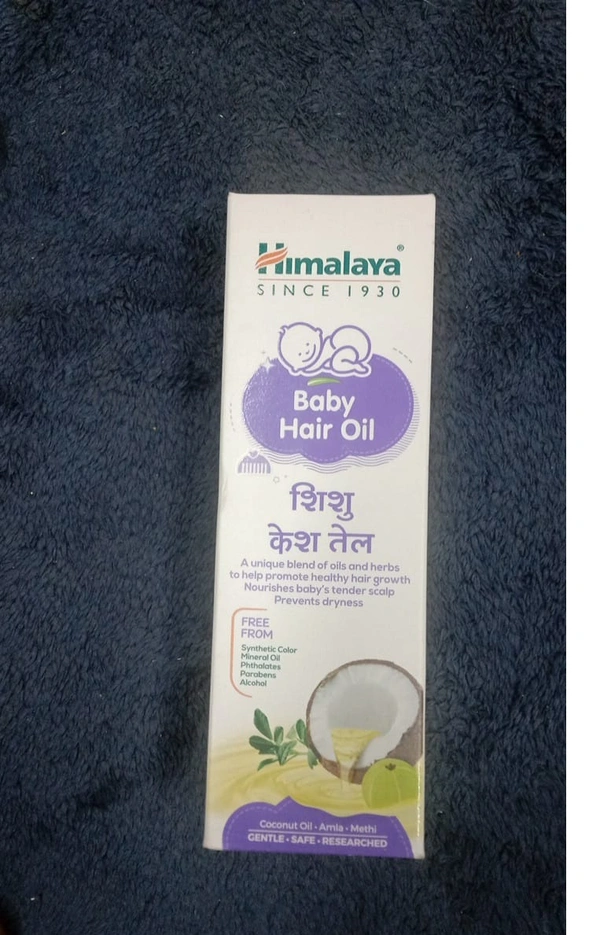 Himalaya®
SINCE 1930
Baby
Hair Oil
शिशु
केश तेल
A unique blend of oils and herbs
to help promote healthy hair growth
Nourishes baby's tender scalp
Prevents dryness
FREE
FROM
Synthetic Color
Mineral Oil
Phthalates
Parabens
Alcohol
Coconut Oil • Amla • Methi
GENTLE • SAFE • RESEARCHED